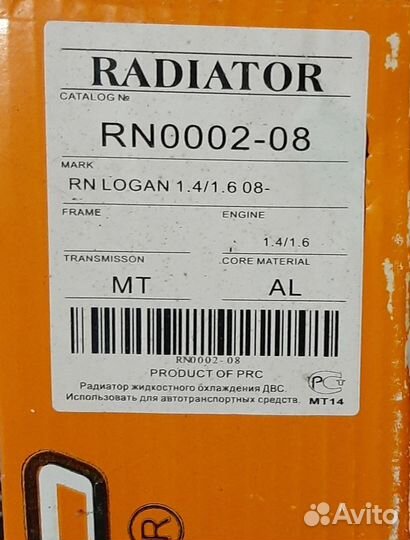 RADIATOR
CATALOG №
RN0002-08
MARK
RN LOGAN 1.4/1.6 08-
FRAME ENGINE
1.4/1.6
TRANSMISSON CORE MATERIAL
MT AL
RN0002-08
PRODUCT OF PRC
Радиатор жидкостного охлаждения ДВС.
Использовать для автотранспортных средств.
РСТ
МТ14
R
Avito